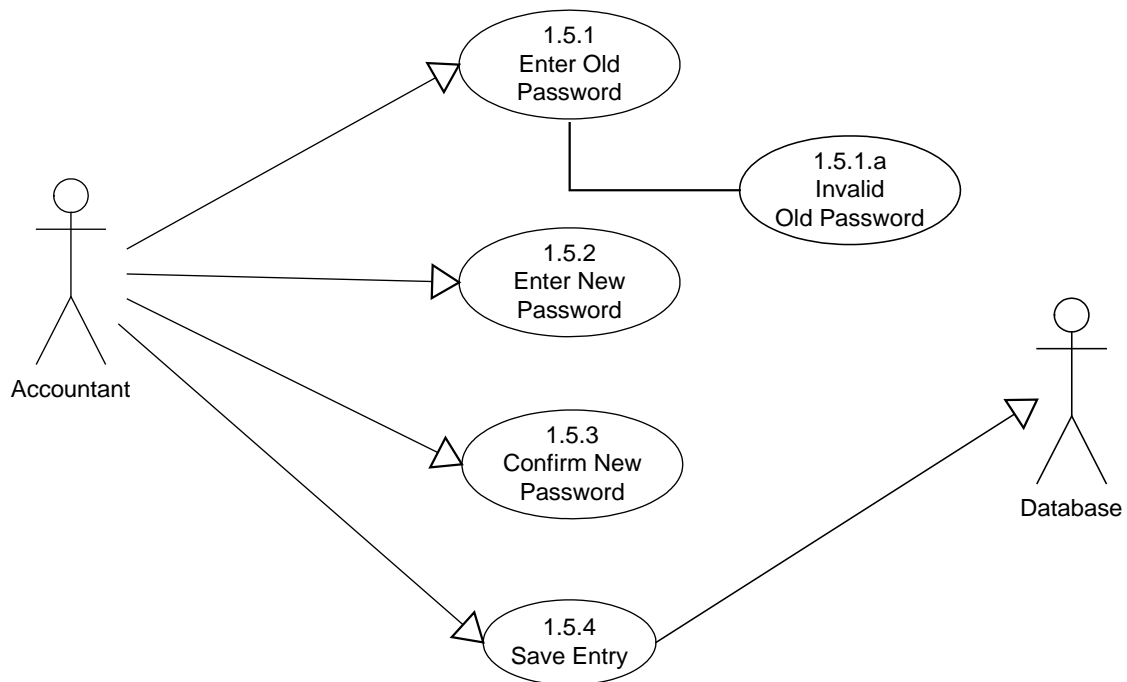 1.5.1
Enter Old
Password
1.5.1.a
Invalid
Old Password
1.5.2
Enter New
Password
Accountant
1.5.3
Confirm New
Password
Database
1.5.4
Save Entry